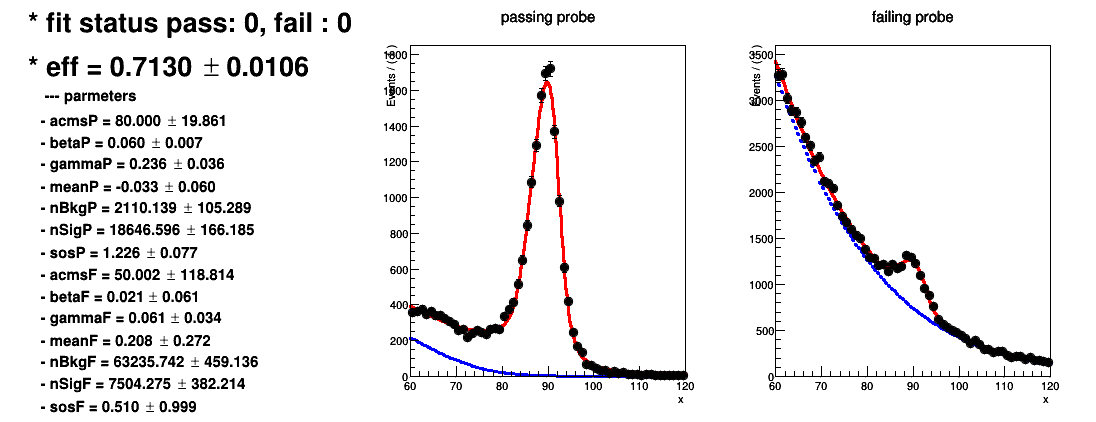 * fit status pass: 0, fail : 0
* eff = 0.7130 ± 0.0106
--- parmeters
- acmsP = 80.000 ± 19.861
- betaP = 0.060 ± 0.007
- gammaP = 0.236 ± 0.036
- meanP = -0.033 ± 0.060
- nBkgP = 2110.139 ± 105.289
- nSigP = 18646.596 ± 166.185
- sosP = 1.226 ± 0.077
- acmsF = 50.002 ± 118.814
- betaF = 0.021 ± 0.061
- gammaF = 0.061 ± 0.034
- meanF = 0.208 ± 0.272
- nBkgF = 63235.742 ± 459.136
- nSigF = 7504.275 ± 382.214
- sosF = 0.510 ± 0.999
passing probe
Events / (
1800
1600
1400
1200
1000
800
600
400
200
0
60 70 80 90 100 110 120
x
failing probe
Events / (
3500
3000
2500
2000
1500
1000
500
0
60 70 80 90 100 110 120
x